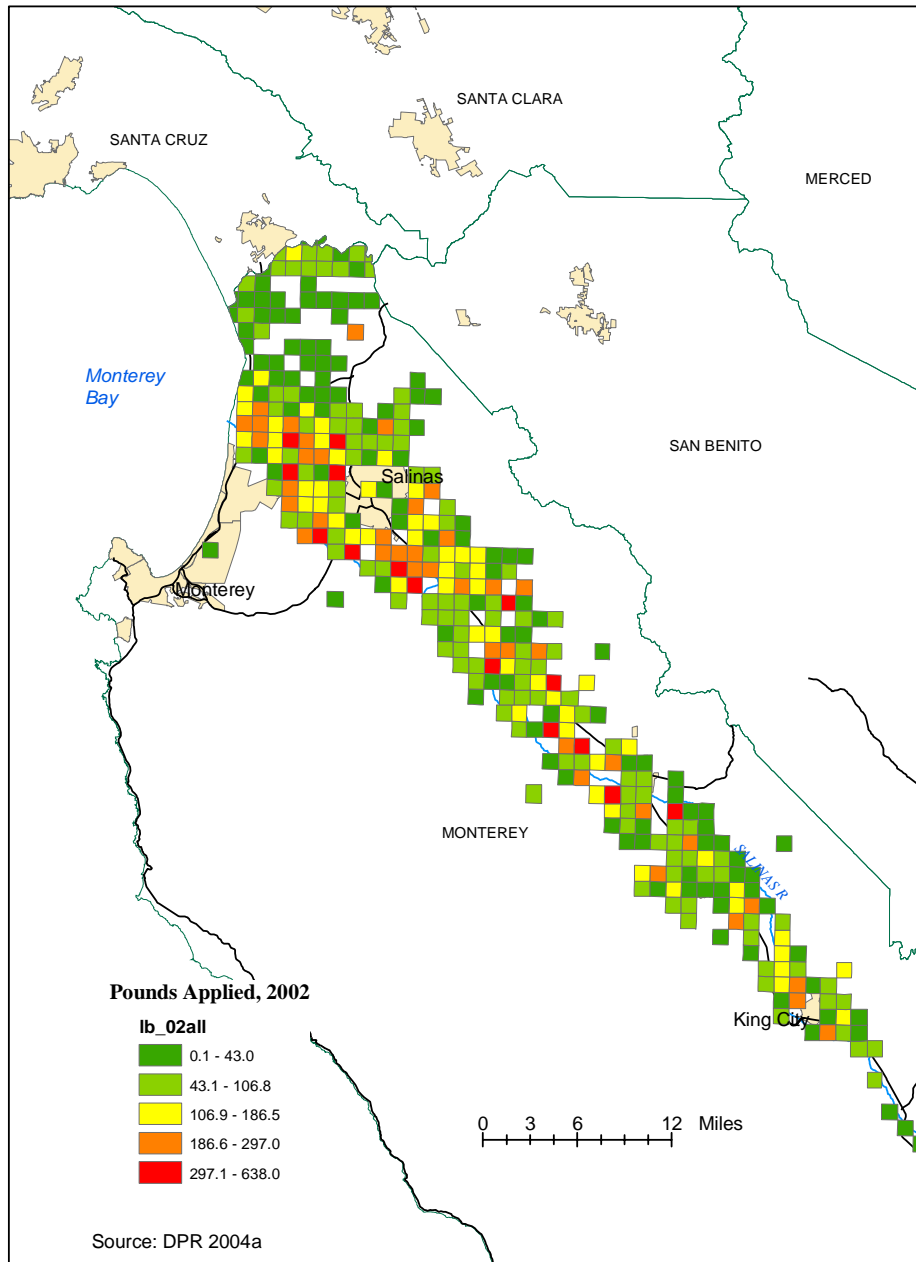 SANTA CLARA
SANTA CRUZ
MERCED
Monterey
Bay
SAN BENITO
Salinas
Monterey
MONTEREY
SALINAS R
King City
Pounds Applied, 2002
lb_02all
0.1 - 43.0
43.1 - 106.8
106.9 - 186.5
186.6 - 297.0
297.1 - 638.0
0 3 6 12 Miles
Source: DPR 2004a